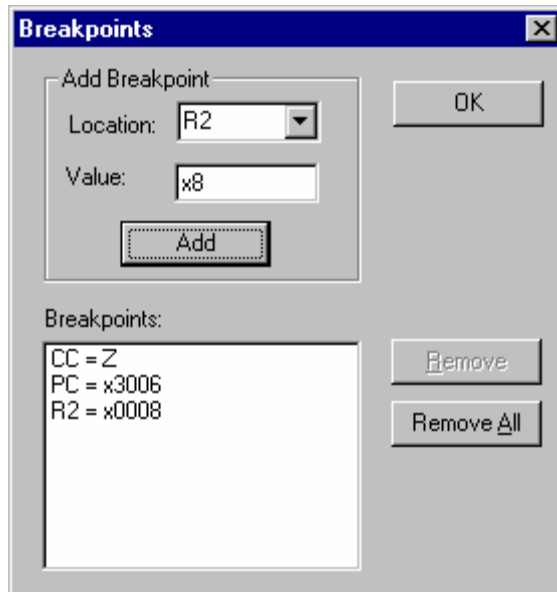 Breakpoints
Add Breakpoint
Location: R2
OK
Value: x8
Add
Breakpoints:
CC = Z
PC = x3006
R2 = x0008
Remove
Remove All